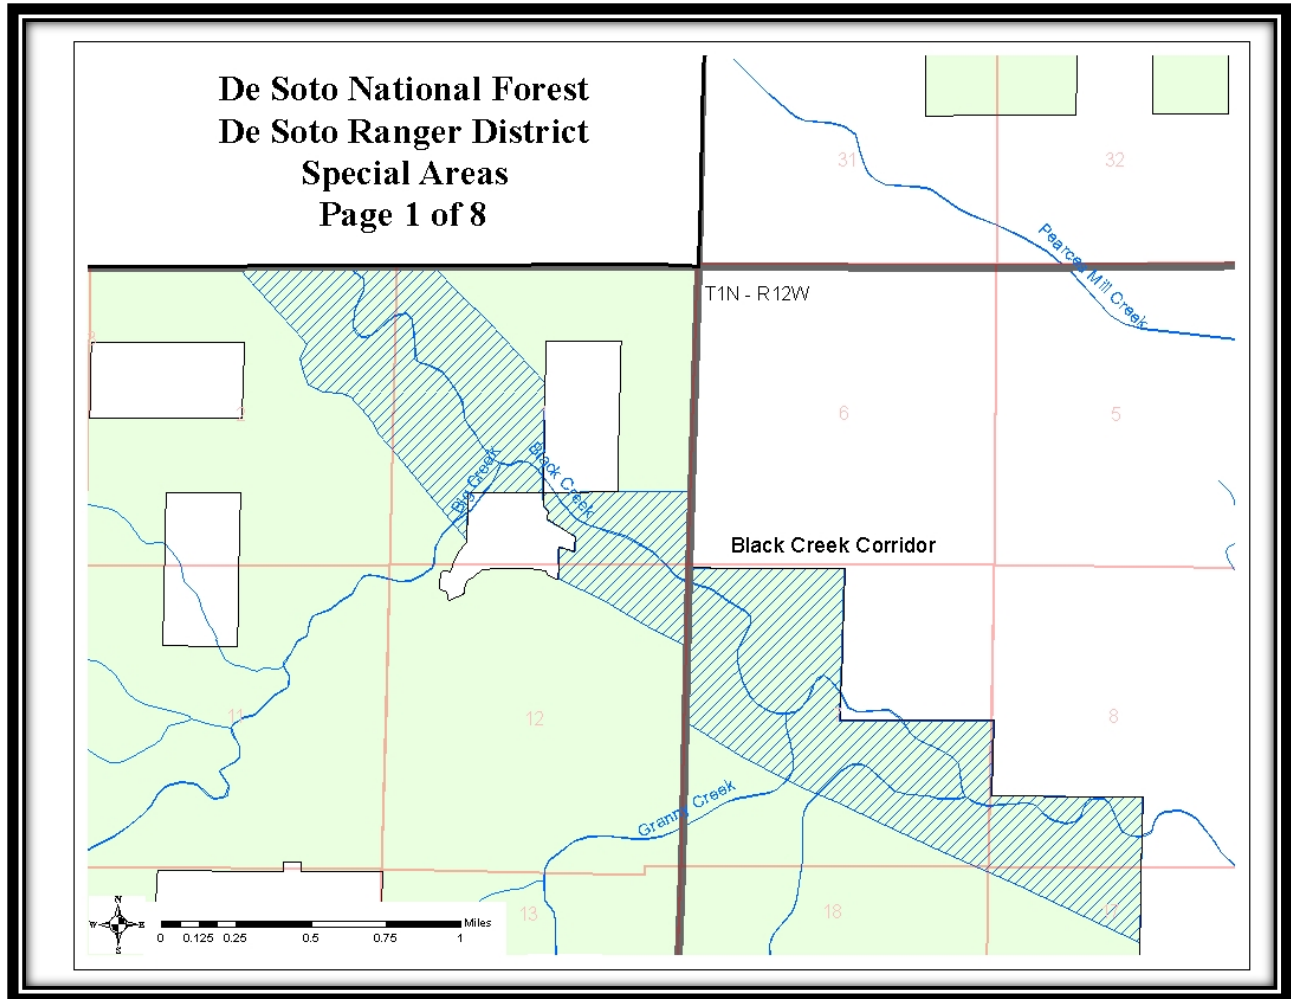 De Soto National Forest
De Soto Ranger District
Special Areas
Page 1 of 8
31
32
Pearces Mill Creek
T1N - R12W
2
6
5
Big Creek
Black Creek
Black Creek Corridor
11
12
8
Granny Creek
13
18
17
N
W
E
S
0 0.125 0.25 0.5 0.75 1
Miles